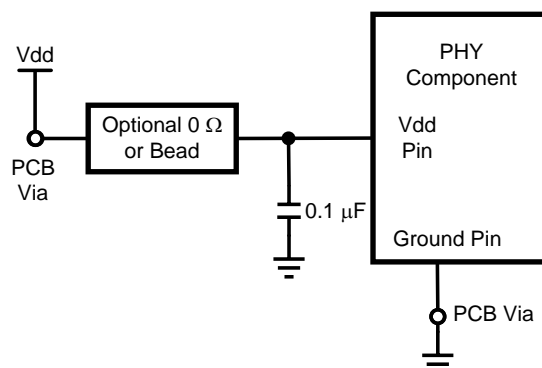 Vdd
PHY
Component
Optional 0 Ω
or Bead
Vdd
Pin
PCB
Via
0.1 μF
Ground Pin
PCB Via